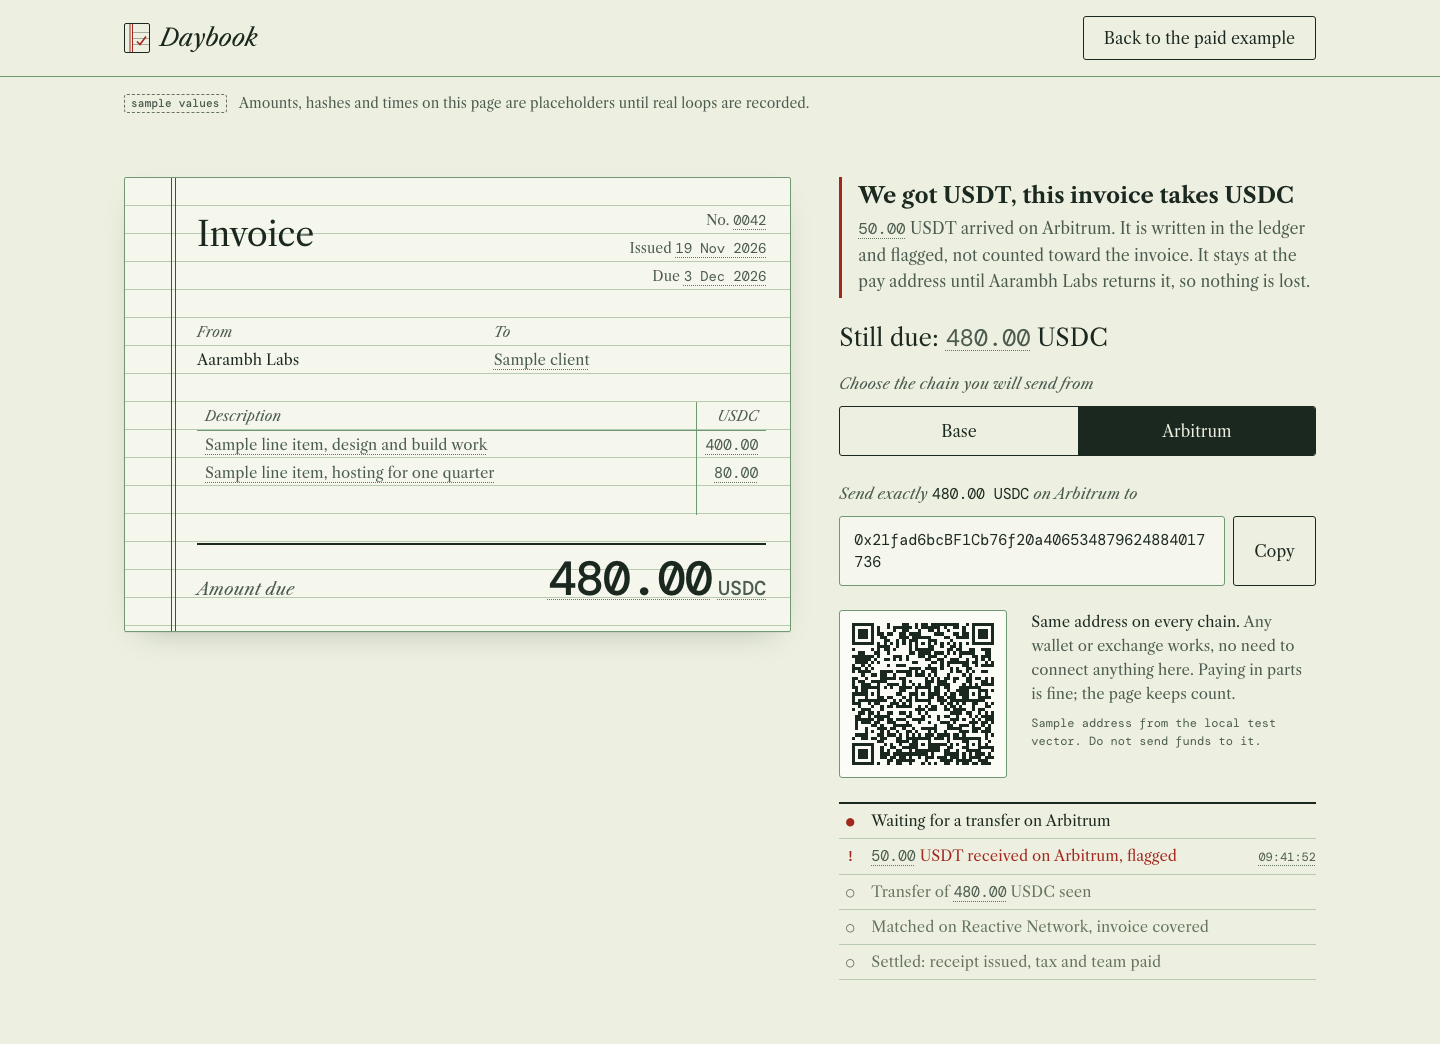 Daybook
Back to the paid example
sample values
Amounts, hashes and times on this page are placeholders until real loops are recorded.
Invoice
No. 0042
Issued 19 Nov 2026
Due 3 Dec 2026
From
To
Aarambh Labs
Sample client
Description
USDC
Sample line item, design and build work
400.00
Sample line item, hosting for one quarter
80.00
Amount due
480.00 USDC
We got USDT, this invoice takes USDC
50.00 USDT arrived on Arbitrum. It is written in the ledger
and flagged, not counted toward the invoice. It stays at the
pay address until Aarambh Labs returns it, so nothing is lost.
Still due: 480.00 USDC
Choose the chain you will send from
Base
Arbitrum
Send exactly 480.00 USDC on Arbitrum to
0x21fad6bcBF1Cb76f20a406534879624884017
736
Copy
Same address on every chain. Any
wallet or exchange works, no need to
connect anything here. Paying in parts
is fine; the page keeps count.
Sample address from the local test
vector. Do not send funds to it.
Waiting for a transfer on Arbitrum
! 50.00 USDT received on Arbitrum, flagged
09:41:52
Transfer of 480.00 USDC seen
Matched on Reactive Network, invoice covered
Settled: receipt issued, tax and team paid